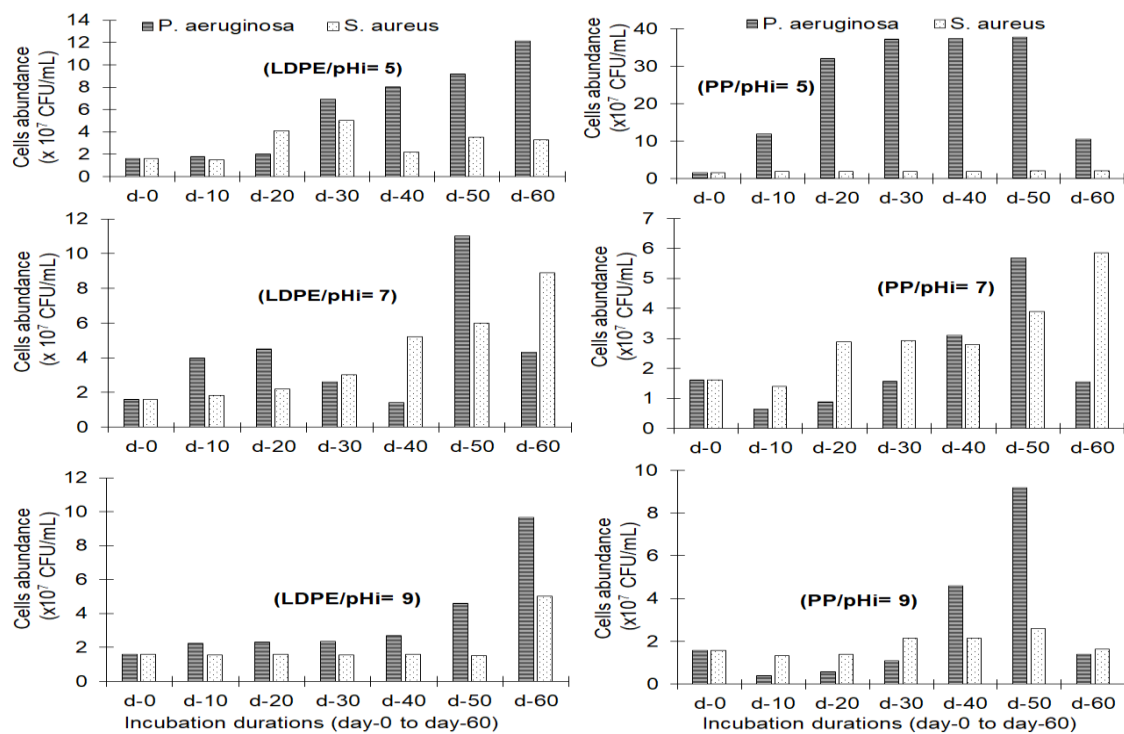 P. aeruginosa S. aureus
Cells abundance
(x 10⁷ CFU/mL)
14
12
10
8
6
4
2
0
(LDPE/pHi= 5)
d-0 d-10 d-20 d-30 d-40 d-50 d-60
P. aeruginosa S. aureus
Cells abundance
(x10⁷ CFU/mL)
50
40
30
20
10
0
(PP/pHi= 5)
d-0 d-10 d-20 d-30 d-40 d-50 d-60
Cells abundance
(x 10⁷ CFU/mL)
12
10
8
6
4
2
0
(LDPE/pHi= 7)
d-0 d-10 d-20 d-30 d-40 d-50 d-60
Cells abundance
(x10⁷ CFU/mL)
7
6
5
4
3
2
1
0
(PP/pHi= 7)
d-0 d-10 d-20 d-30 d-40 d-50 d-60
Cells abundance
(x10⁷ CFU/mL)
12
10
8
6
4
2
0
(LDPE/pHi= 9)
d-0 d-10 d-20 d-30 d-40 d-50 d-60
Incubation durations (day-0 to day-60)
Cells abundance
(x10⁷ CFU/mL)
10
8
6
4
2
0
(PP/pHi= 9)
d-0 d-10 d-20 d-30 d-40 d-50 d-60
Incubation durations (day-0 to day-60)